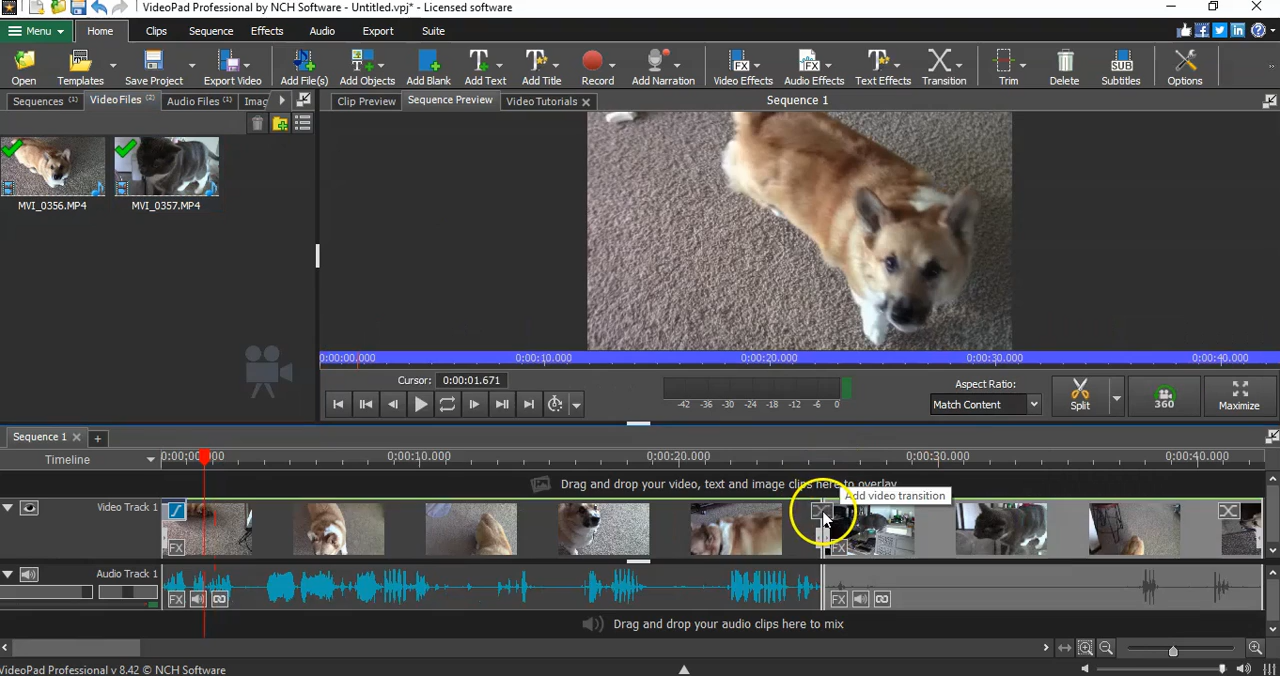 VideoPad Professional by NCH Software - Untitled.vpj* - Licensed software
Menu Home Clips Sequence Effects Audio Export Suite
Open Templates Save Project Export Video Add File(s) Add Objects Add Blank Add Text Add Title Record Add Narration Video Effects Audio Effects Text Effects Transition Trim Delete Subtitles Options
Sequences (1) Video Files (2) Audio Files (1) Imag
Clip Preview Sequence Preview Video Tutorials Sequence 1
MVI_0356.MP4 MVI_0357.MP4
0:00:00.000 0:00:10.000 0:00:20.000 0:00:30.000 0:00:40.000
Cursor: 0:00:01.671
-42 -36 -30 -24 -18 -12 -6 0
Aspect Ratio:
Match Content
Split 360 Maximize
Sequence 1
Timeline 0:00:10.000 0:00:20.000 0:00:30.000 0:00:40.000
Drag and drop your video, text and image clips here to overlay
Add video transition
Video Track 1
FX FX
Audio Track 1
FX FX
Drag and drop your audio clips here to mix
VideoPad Professional v 8.42 © NCH Software